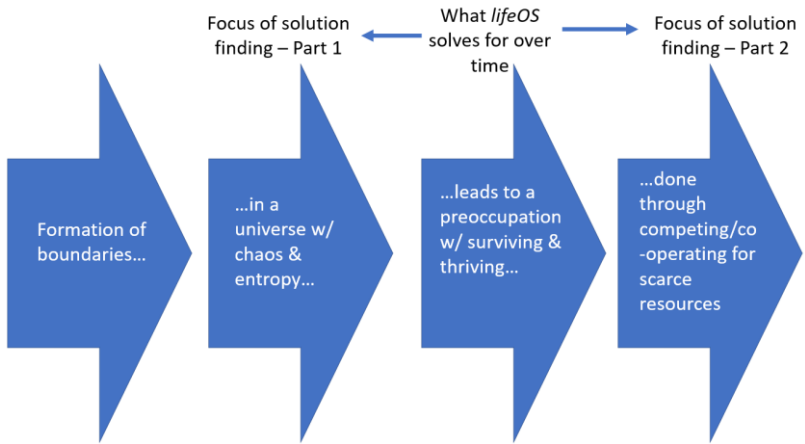 Focus of solution
finding – Part 1
What lifeOS
solves for over
time
Focus of solution
finding – Part 2
Formation of
boundaries…
…in a
universe w/
chaos &
entropy…
…leads to a
preoccupation
w/ surviving &
thriving…
…done
through
competing/co
-operating for
scarce
resources